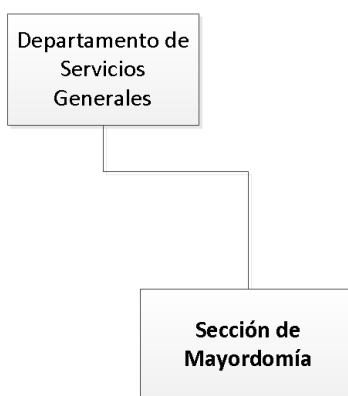 Departamento de
Servicios
Generales
Sección de
Mayordomía